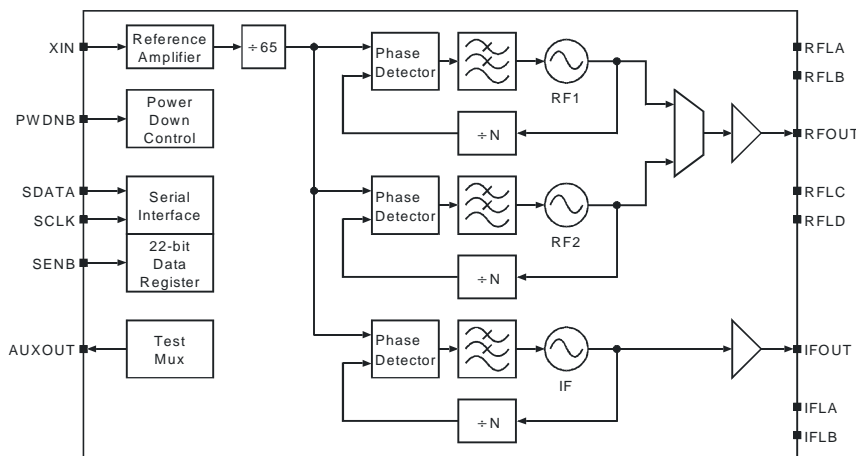 XIN
Reference
Amplifier
÷65
Phase
Detector
RF1
÷N
RFLA
RFLB
PWDNB
Power
Down
Control
RFOUT
SDATA
SCLK
Serial
Interface
Phase
Detector
RF2
÷N
RFLC
RFLD
SENB
22-bit
Data
Register
AUXOUT
Test
Mux
Phase
Detector
IF
÷N
IFOUT
IFLA
IFLB